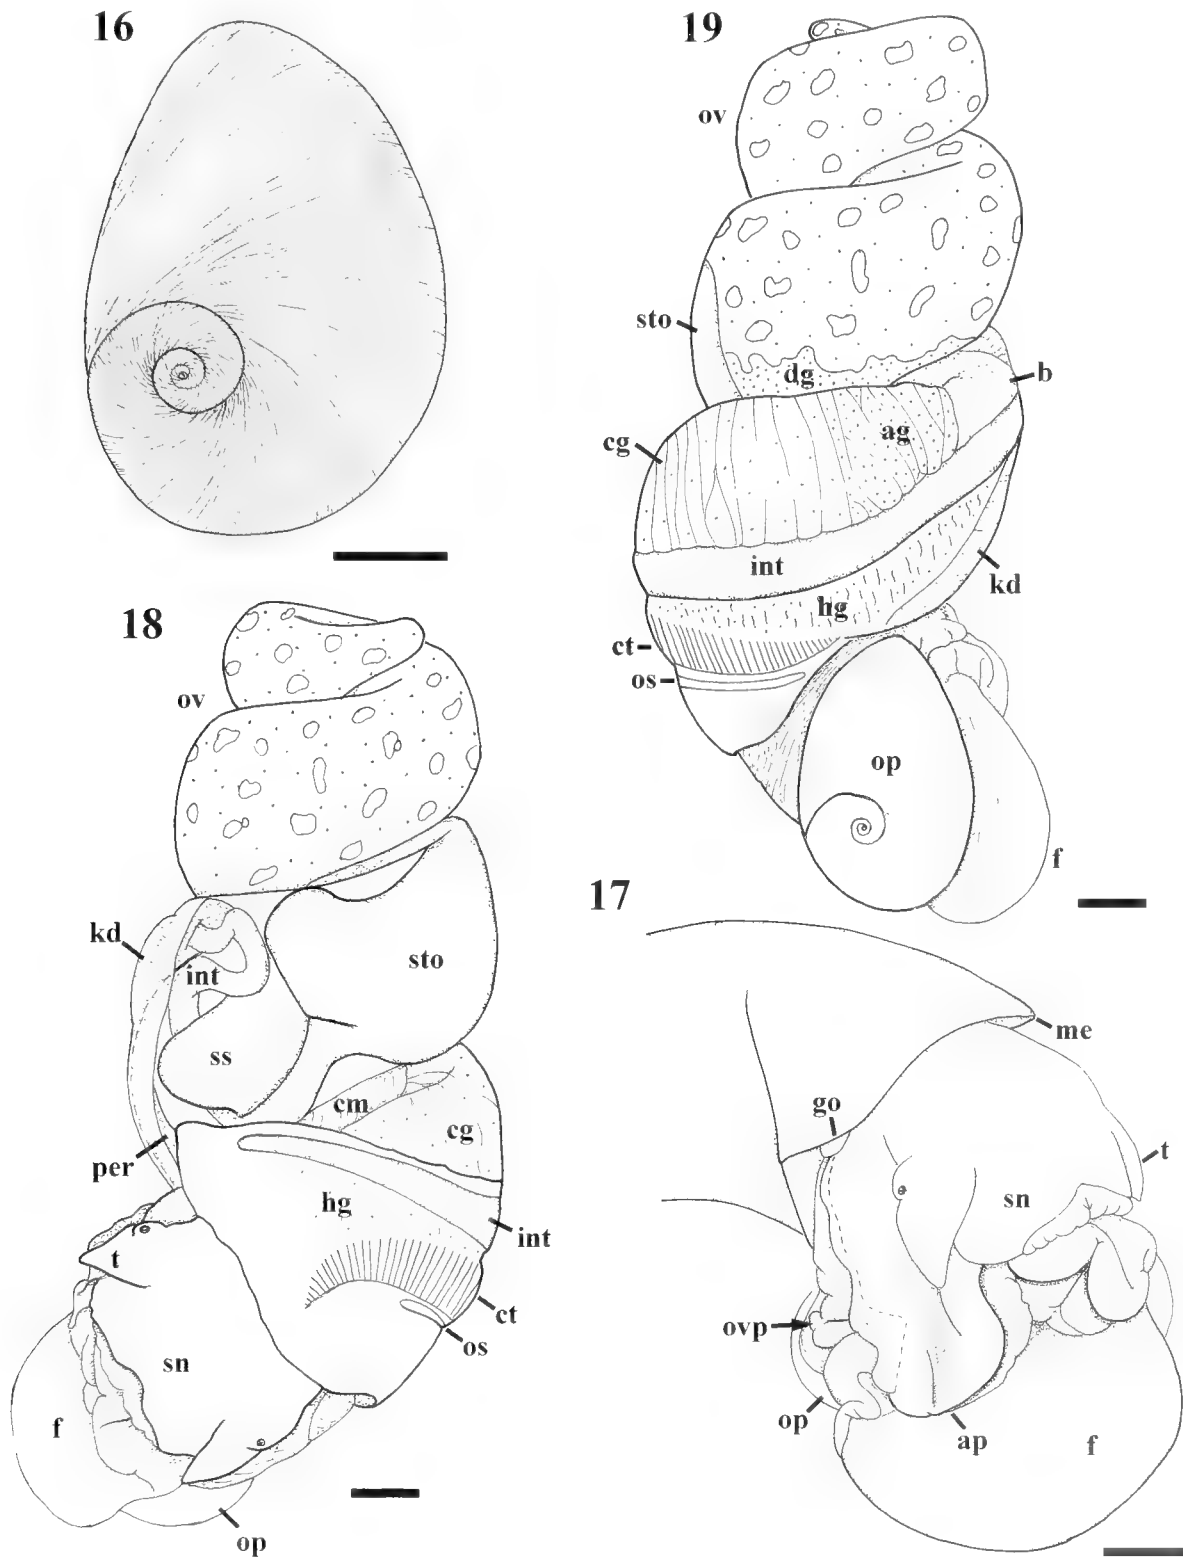 16
19
ov
sto
dg
b
cg
ag
int
kd
hg
ct
os
op
f
18
ov
kd
int
sto
ss
cm
cg
per
hg
int
t
ct
os
sn
f
op
17
me
go
t
sn
ovp
op
ap
f